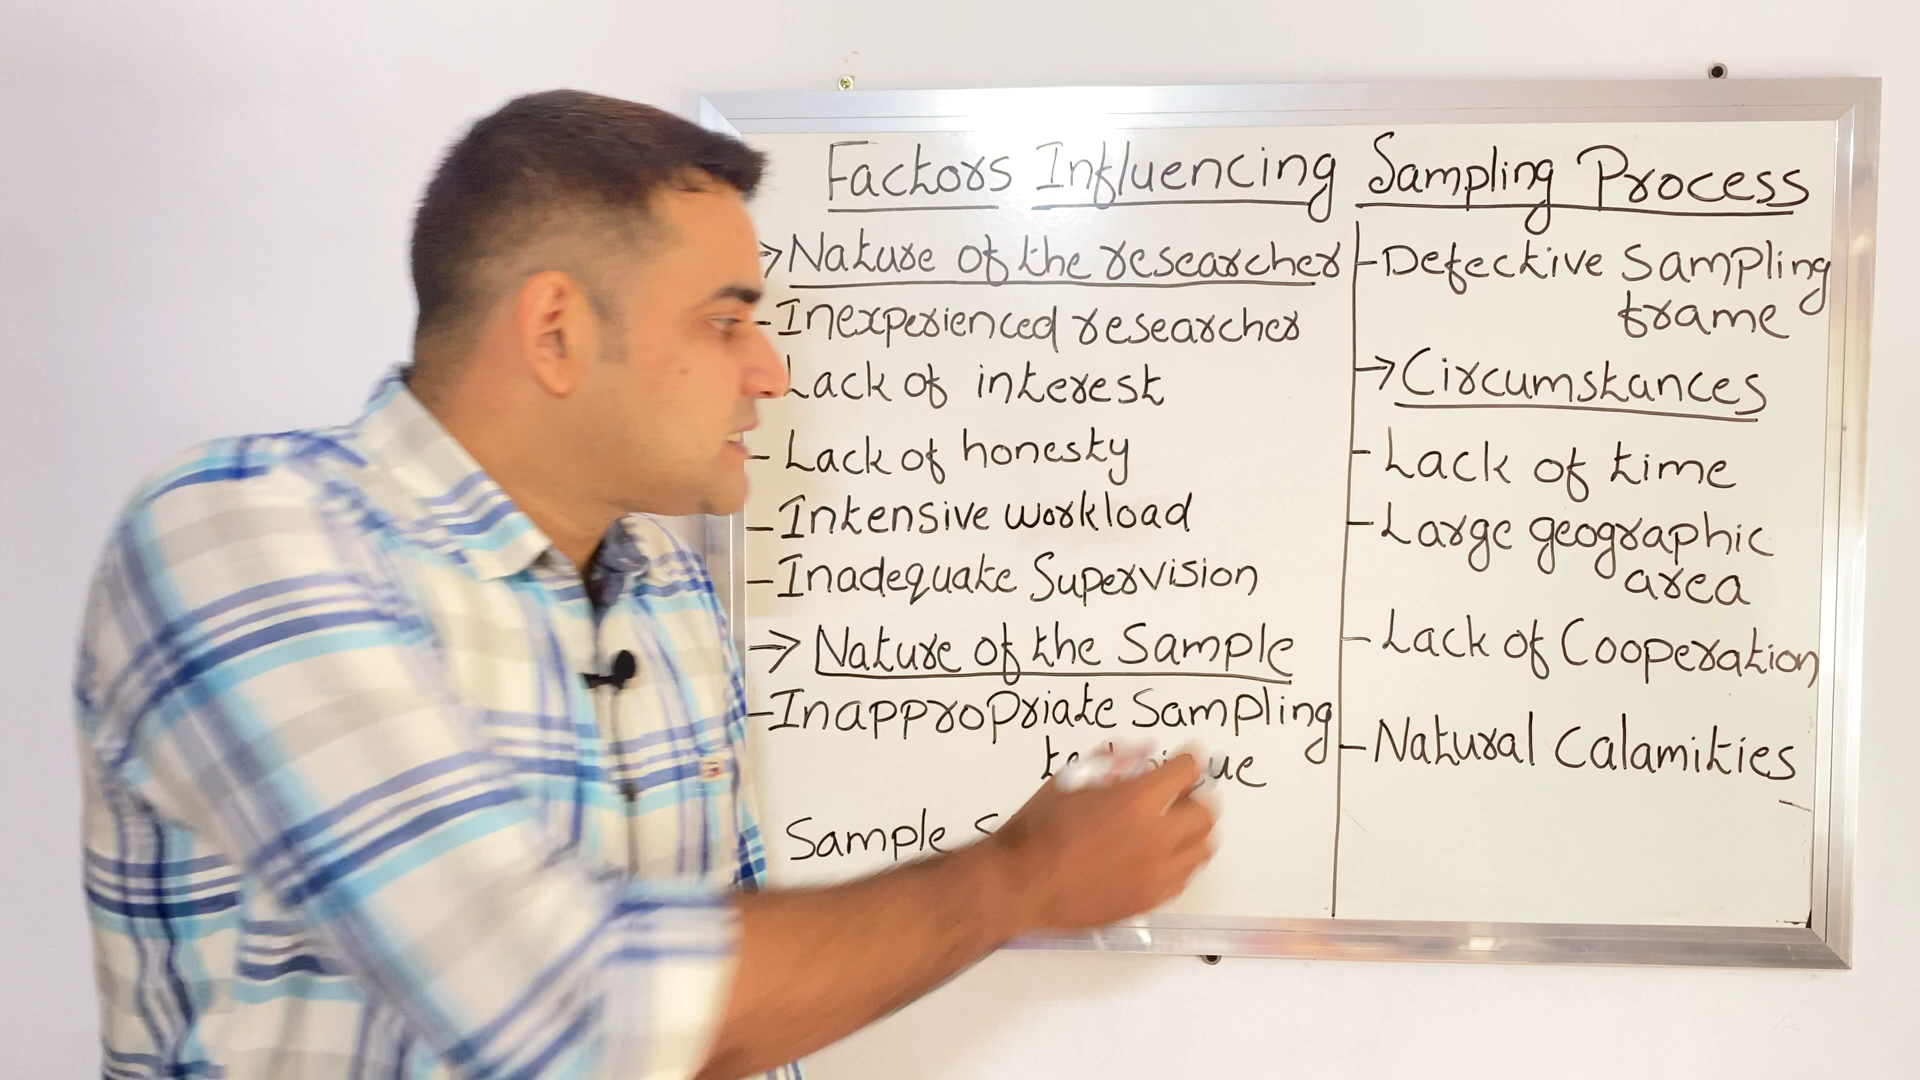 Factors Influencing Sampling Process
→ Nature of the researcher
- Inexperienced researcher
Lack of interest
- Lack of honesty
- Intensive workload
- Inadequate Supervision
→ Nature of the Sample
- Inappropriate Sampling
Sample
- Defective Sampling
frame
→ Circumstances
- Lack of time
- Large geographic
area
- Lack of Cooperation
- Natural Calamities